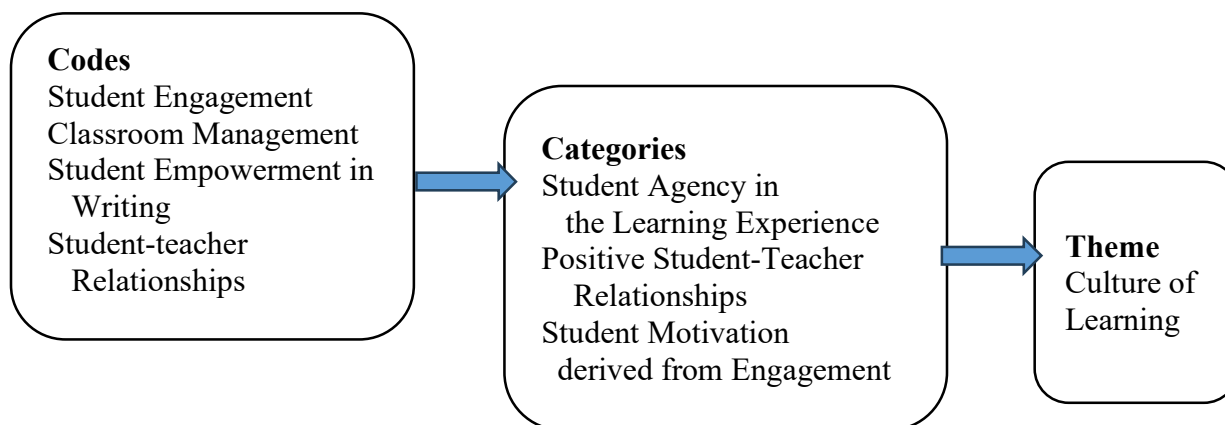 Codes
Student Engagement
Classroom Management
Student Empowerment in
Writing
Student-teacher
Relationships
Categories
Student Agency in
the Learning Experience
Positive Student-Teacher
Relationships
Student Motivation
derived from Engagement
Theme
Culture of
Learning